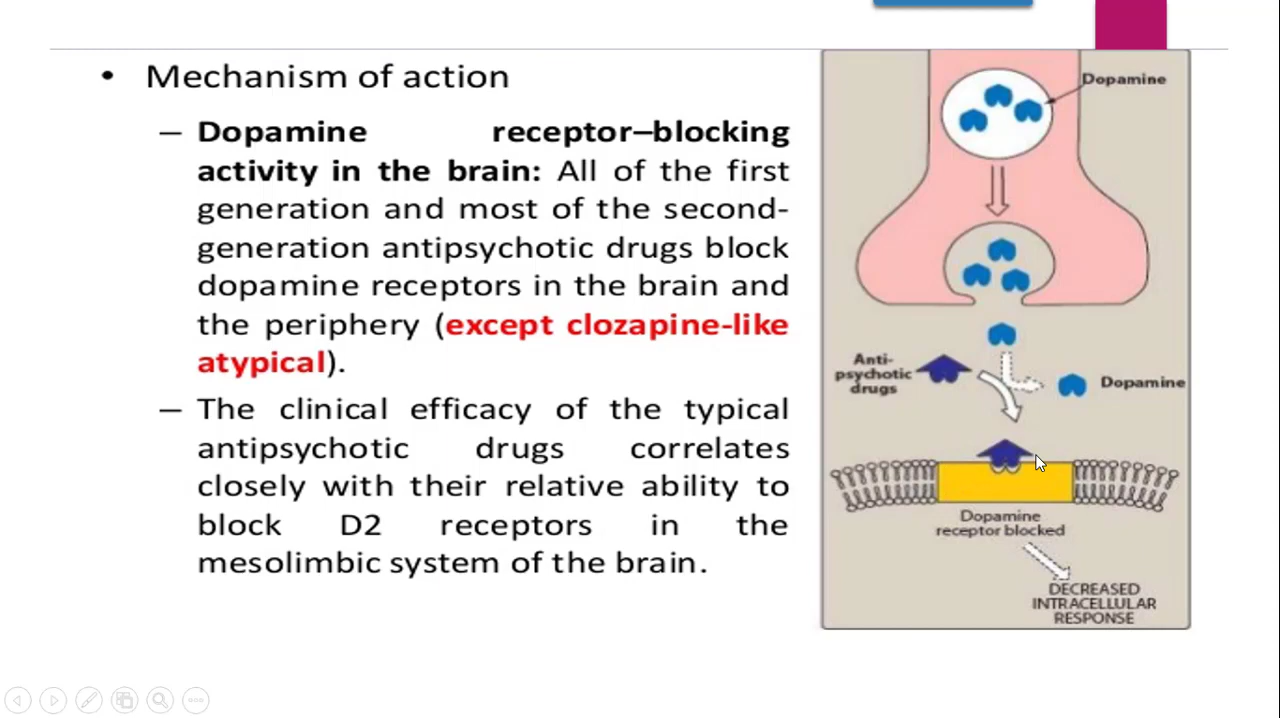 • Mechanism of action
– Dopamine receptor–blocking
activity in the brain: All of the first
generation and most of the second-
generation antipsychotic drugs block
dopamine receptors in the brain and
the periphery (except clozapine-like
atypical).
– The clinical efficacy of the typical
antipsychotic drugs correlates
closely with their relative ability to
block D2 receptors in the
mesolimbic system of the brain.
Dopamine
Anti-
psychotic
drugs
Dopamine
Dopamine
receptor blocked
DECREASED
INTRACELLULAR
RESPONSE